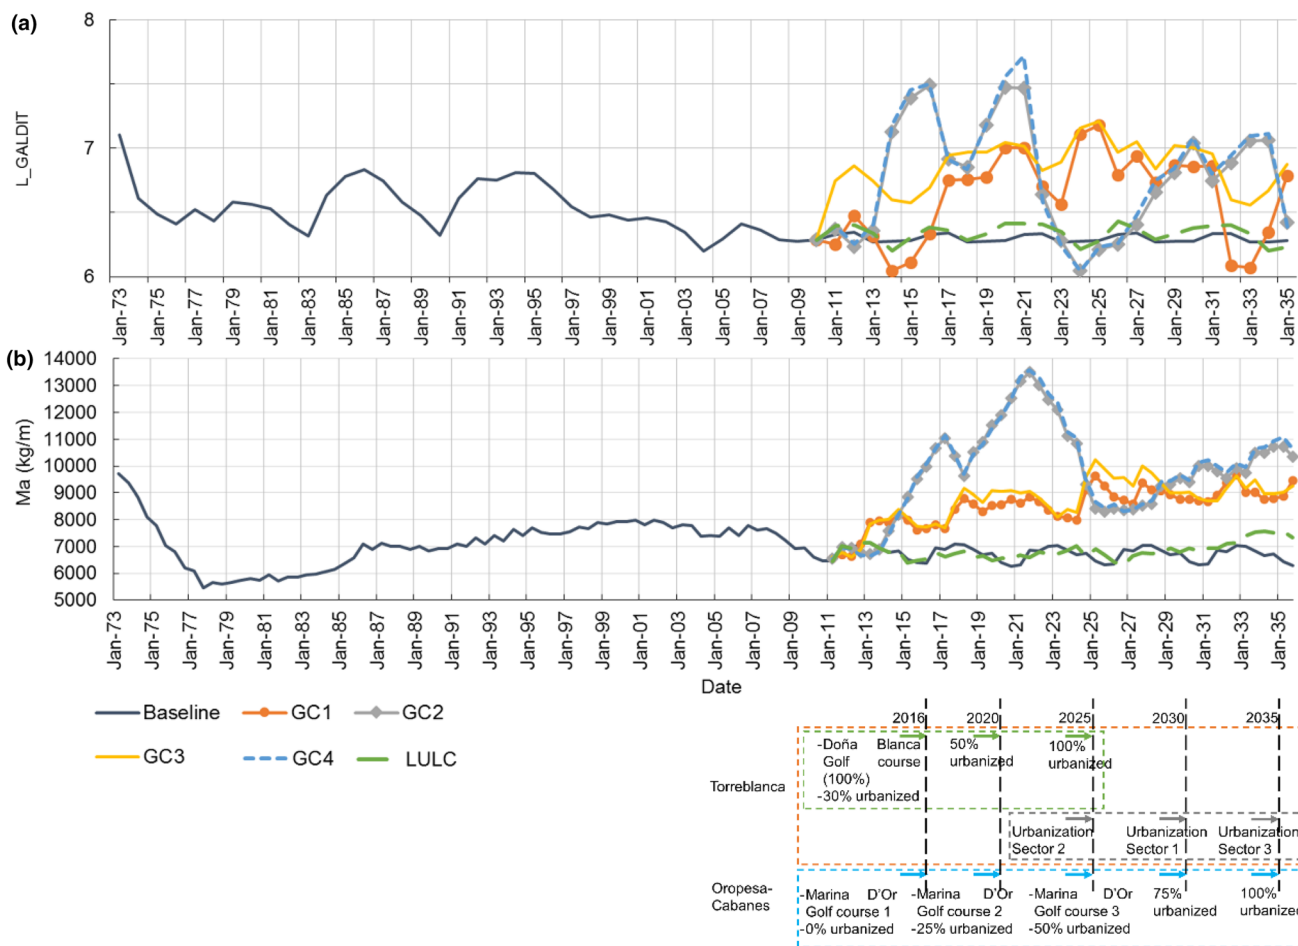 (a)
8
7
6
L_GALDIT
Jan-73
Jan-75
Jan-77
Jan-79
Jan-81
Jan-83
Jan-85
Jan-87
Jan-89
Jan-91
Jan-93
Jan-95
Jan-97
Jan-99
Jan-01
Jan-03
Jan-05
Jan-07
Jan-09
Jan-11
Jan-13
Jan-15
Jan-17
Jan-19
Jan-21
Jan-23
Jan-25
Jan-27
Jan-29
Jan-31
Jan-33
Jan-35
(b)
14000
13000
12000
11000
10000
9000
8000
7000
6000
5000
Ma (kg/m)
Jan-73
Jan-75
Jan-77
Jan-79
Jan-81
Jan-83
Jan-85
Jan-87
Jan-89
Jan-91
Jan-93
Jan-95
Jan-97
Jan-99
Jan-01
Jan-03
Jan-05
Jan-07
Jan-09
Jan-11
Jan-13
Jan-15
Jan-17
Jan-19
Jan-21
Jan-23
Jan-25
Jan-27
Jan-29
Jan-31
Jan-33
Jan-35
Date
Baseline GC1 GC2
GC3 GC4 LULC
2016 2020 2025 2030 2035
Torreblanca
-Doña Blanca
Golf course
(100%)
-30% urbanized
50%
urbanized
100%
urbanized
Urbanization
Sector 2
Urbanization
Sector 1
Urbanization
Sector 3
Oropesa-
Cabanes
-Marina D'Or
Golf course 1
-0% urbanized
-Marina D'Or
Golf course 2
-25% urbanized
-Marina D'Or
Golf course 3
-50% urbanized
75%
urbanized
100%
urbanized